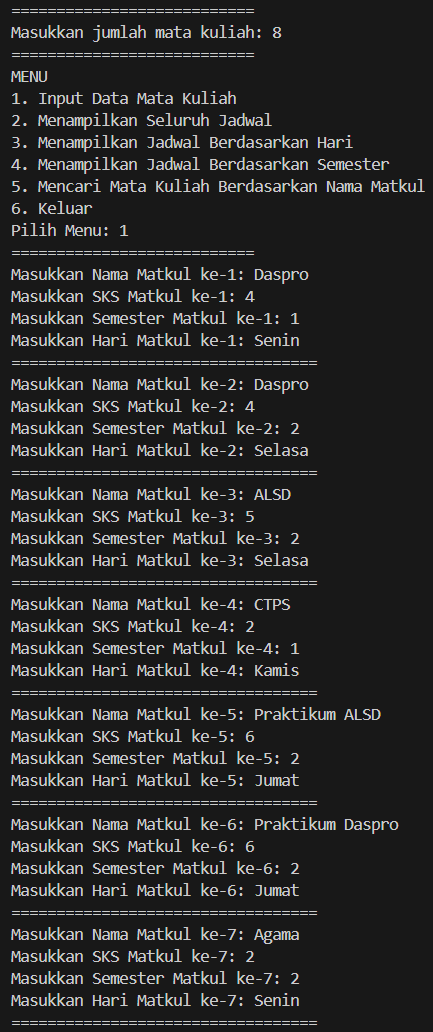 ===========================
Masukkan jumlah mata kuliah: 8
===========================
MENU
1. Input Data Mata Kuliah
2. Menampilkan Seluruh Jadwal
3. Menampilkan Jadwal Berdasarkan Hari
4. Menampilkan Jadwal Berdasarkan Semester
5. Mencari Mata Kuliah Berdasarkan Nama Matkul
6. Keluar
Pilih Menu: 1
===========================
Masukkan Nama Matkul ke-1: Daspro
Masukkan SKS Matkul ke-1: 4
Masukkan Semester Matkul ke-1: 1
Masukkan Hari Matkul ke-1: Senin
==================================
Masukkan Nama Matkul ke-2: Daspro
Masukkan SKS Matkul ke-2: 4
Masukkan Semester Matkul ke-2: 2
Masukkan Hari Matkul ke-2: Selasa
==================================
Masukkan Nama Matkul ke-3: ALSD
Masukkan SKS Matkul ke-3: 5
Masukkan Semester Matkul ke-3: 2
Masukkan Hari Matkul ke-3: Selasa
==================================
Masukkan Nama Matkul ke-4: CTPS
Masukkan SKS Matkul ke-4: 2
Masukkan Semester Matkul ke-4: 1
Masukkan Hari Matkul ke-4: Kamis
==================================
Masukkan Nama Matkul ke-5: Praktikum ALSD
Masukkan SKS Matkul ke-5: 6
Masukkan Semester Matkul ke-5: 2
Masukkan Hari Matkul ke-5: Jumat
==================================
Masukkan Nama Matkul ke-6: Praktikum Daspro
Masukkan SKS Matkul ke-6: 6
Masukkan Semester Matkul ke-6: 2
Masukkan Hari Matkul ke-6: Jumat
==================================
Masukkan Nama Matkul ke-7: Agama
Masukkan SKS Matkul ke-7: 2
Masukkan Semester Matkul ke-7: 2
Masukkan Hari Matkul ke-7: Senin
==================================